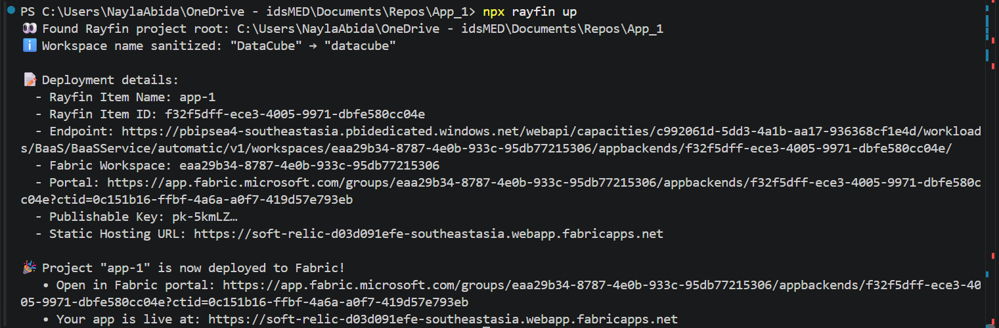 PS C:\Users\NaylaAbida\OneDrive - idsMED\Documents\Repos\App_1> npx rayfin up
👀 Found Rayfin project root: C:\Users\NaylaAbida\OneDrive - idsMED\Documents\Repos\App_1
ℹ️ Workspace name sanitized: "DataCube" → "datacube"
📝 Deployment details:
- Rayfin Item Name: app-1
- Rayfin Item ID: f32f5dff-ece3-4005-9971-dbfe580cc04e
- Endpoint: https://pbipsea4-southeastasia.pbidedicated.windows.net/webapi/capacities/c992061d-5dd3-4a1b-aa17-936368cf1e4d/workload
s/BaaS/BaaSService/automatic/v1/workspaces/eaa29b34-8787-4e0b-933c-95db77215306/appbackends/f32f5dff-ece3-4005-9971-dbfe580cc04e/
- Fabric Workspace: eaa29b34-8787-4e0b-933c-95db77215306
- Portal: https://app.fabric.microsoft.com/groups/eaa29b34-8787-4e0b-933c-95db77215306/appbackends/f32f5dff-ece3-4005-9971-dbfe580c
c04e?ctid=0c151b16-ffbf-4a6a-a0f7-419d57e793eb
- Publishable Key: pk-5kmLZ…
- Static Hosting URL: https://soft-relic-d03d091efe-southeastasia.webapp.fabricapps.net
🎉 Project "app-1" is now deployed to Fabric!
• Open in Fabric portal: https://app.fabric.microsoft.com/groups/eaa29b34-8787-4e0b-933c-95db77215306/appbackends/f32f5dff-ece3-40
05-9971-dbfe580cc04e?ctid=0c151b16-ffbf-4a6a-a0f7-419d57e793eb
• Your app is live at: https://soft-relic-d03d091efe-southeastasia.webapp.fabricapps.net